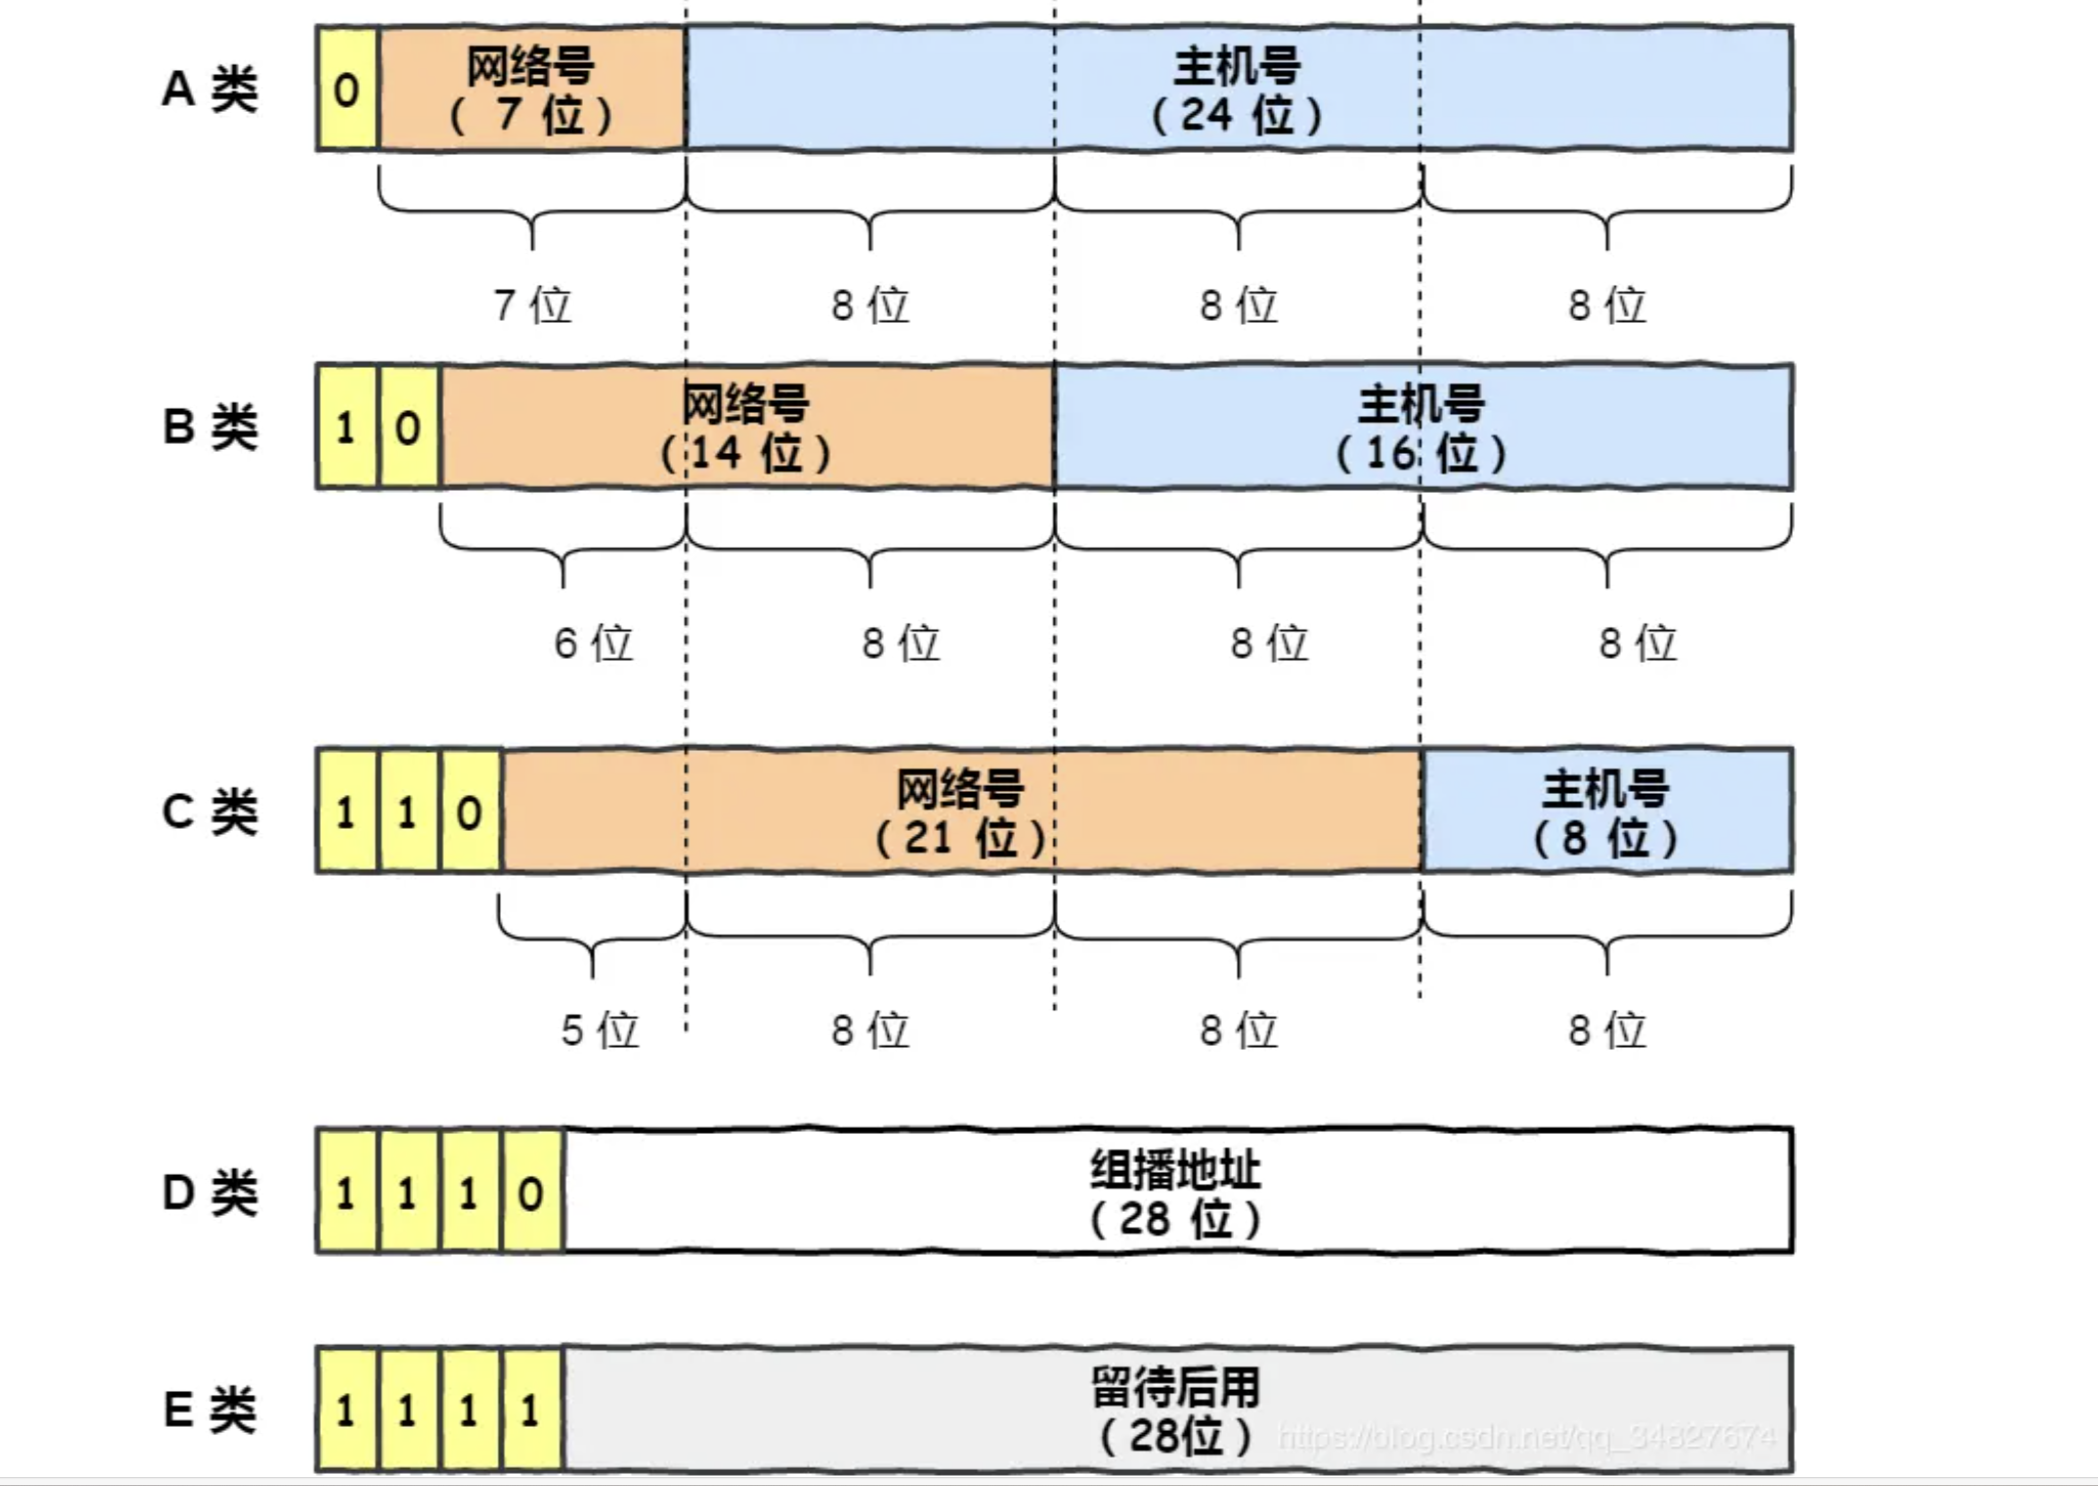 A 类
0
网络号
( 7 位)
主机号
(24 位)
7 位
8 位
8 位
8 位
B 类
1 0
网络号
(14 位)
主机号
(16 位)
6 位
8 位
8 位
8 位
C 类
1 1 0
网络号
(21 位)
主机号
(8 位)
5 位
8 位
8 位
8 位
D 类
1 1 1 0
组播地址
(28 位)
E 类
1 1 1 1
留待后用
(28位)
https://blog.csdn.net/qq_34827674